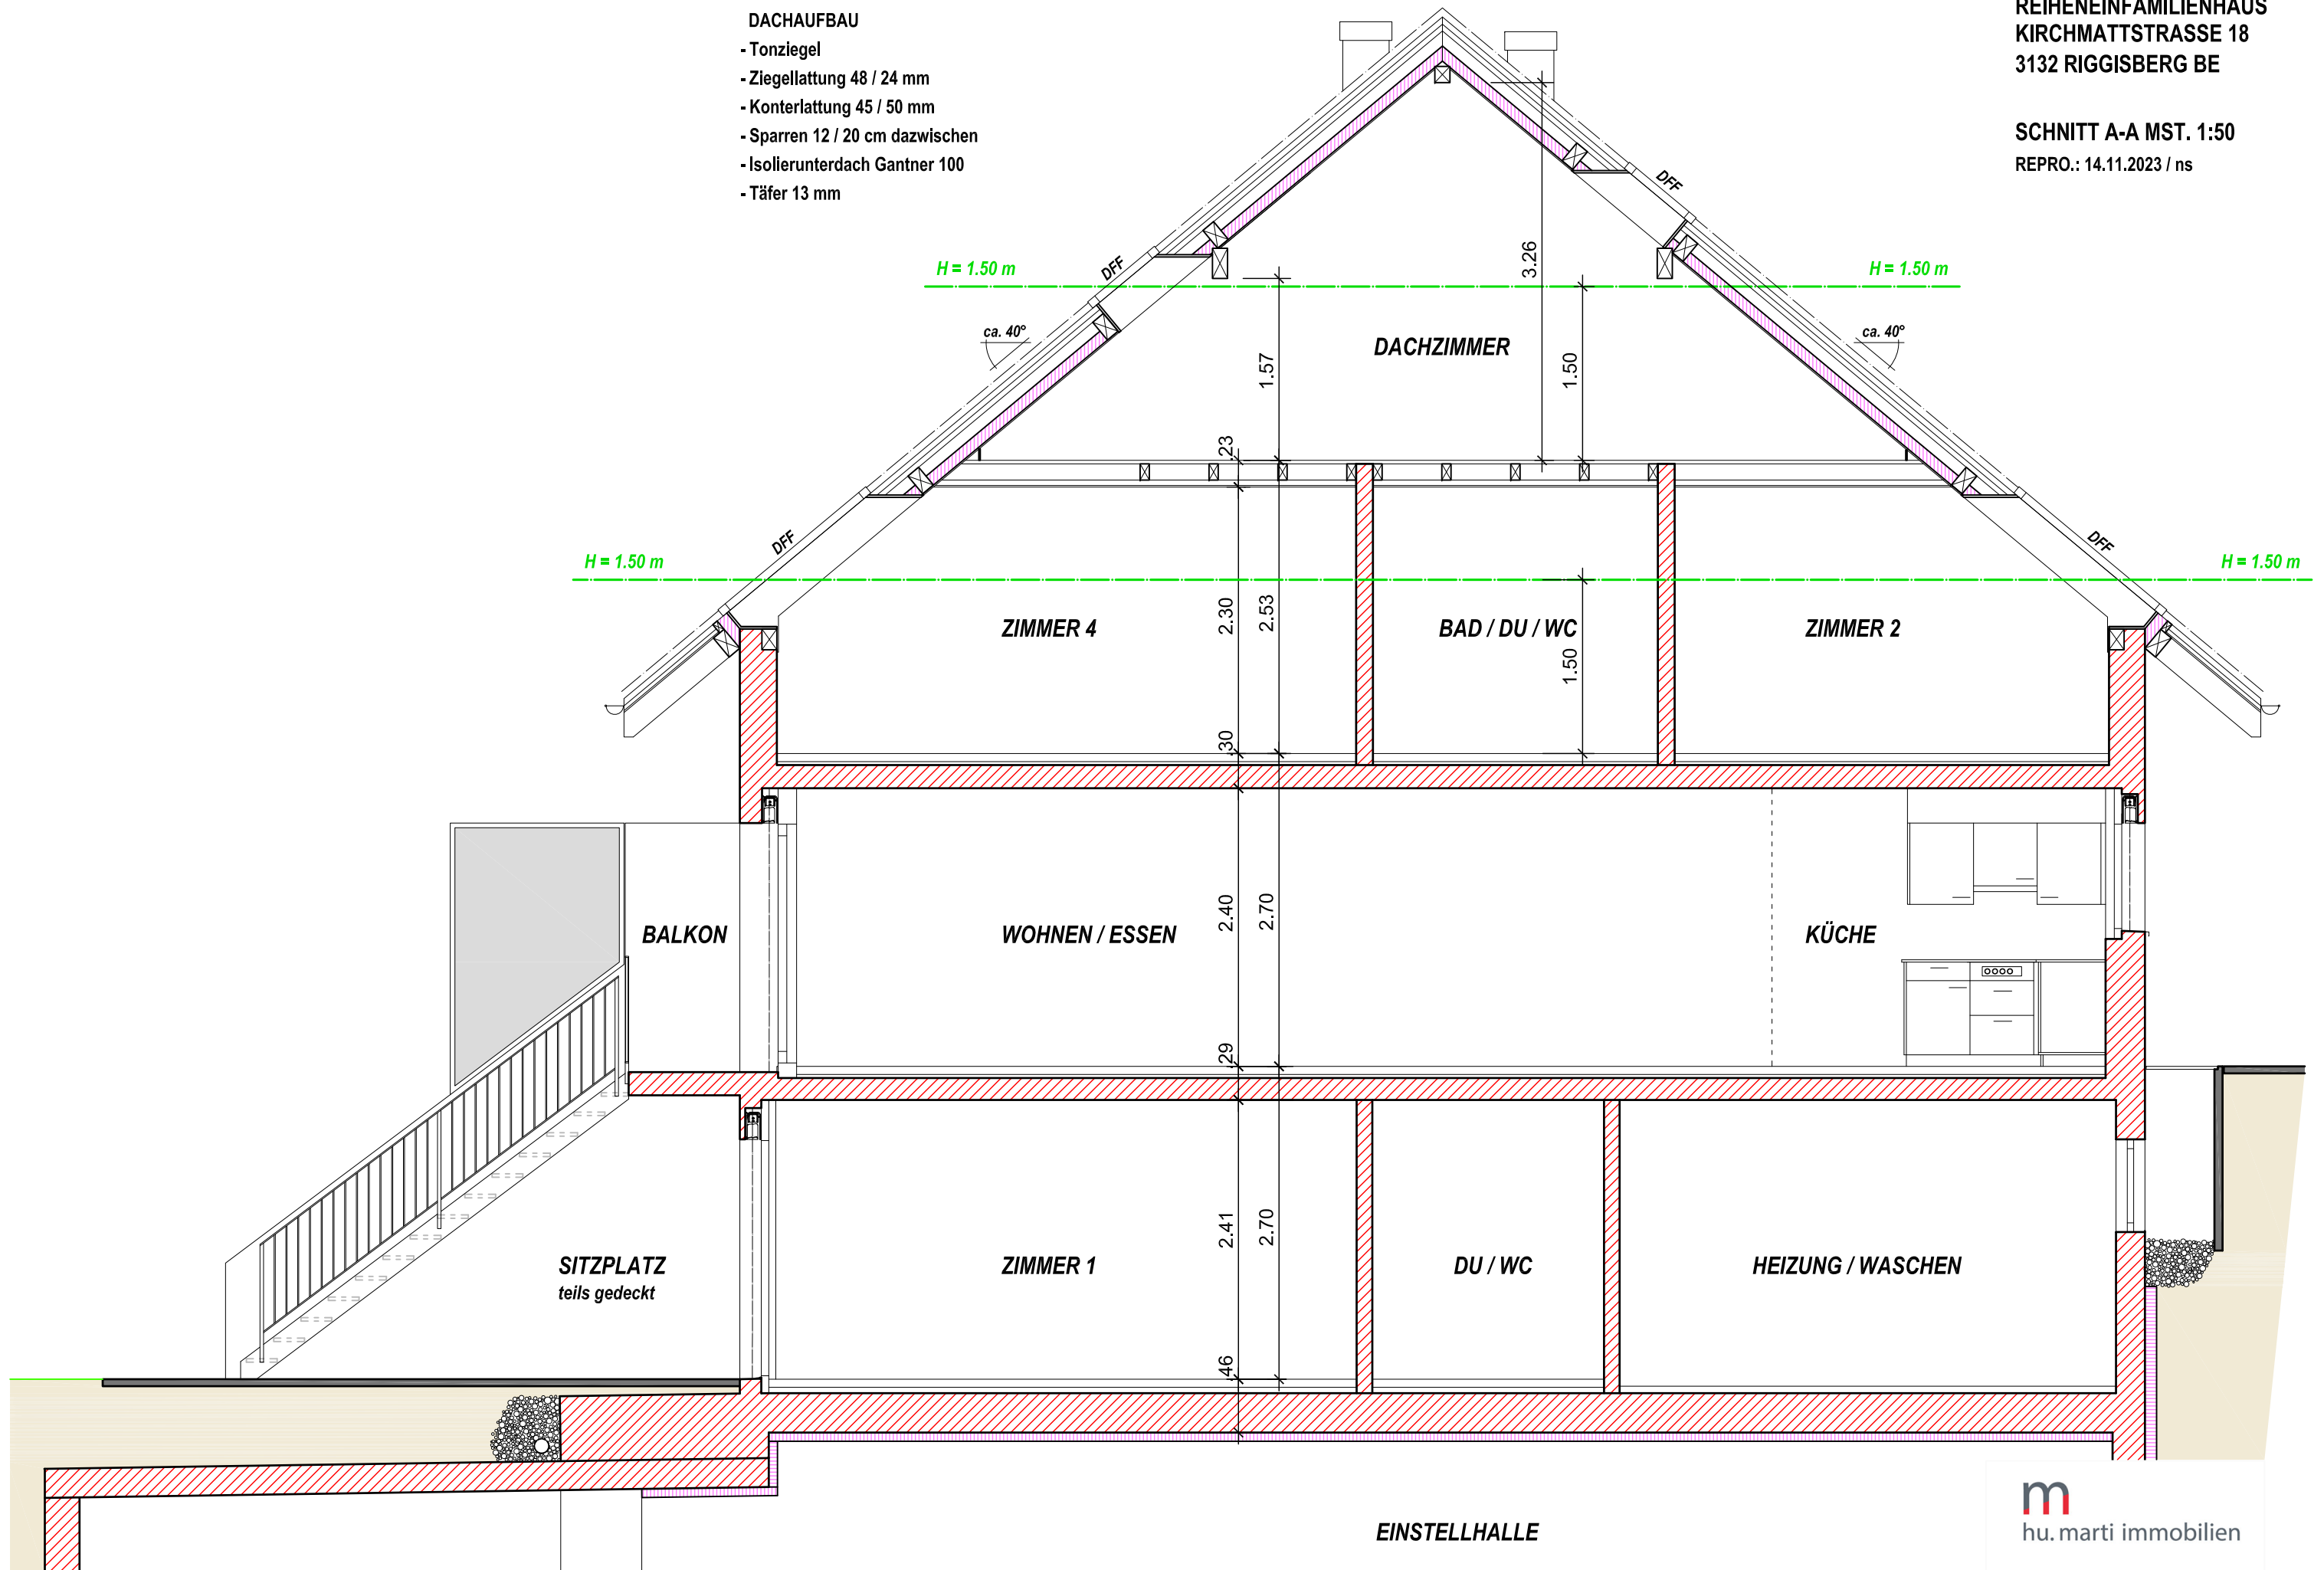 DACHAUFBAU
- Tonziegel
- Ziegellattung 48 / 24 mm
- Konterlattung 45 / 50 mm
- Sparren 12 / 20 cm dazwischen
- Isolierunterdach Gantner 100
- Täfer 13 mm
REIHENEINFAMILIENHAUS
KIRCHMATTSTRASSE 18
3132 RIGGISBERG BE
SCHNITT A-A MST. 1:50
REPRO.: 14.11.2023 / ns
DFF
DFF
3.26
H = 1.50 m
H = 1.50 m
ca. 40°
ca. 40°
DACHZIMMER
1.57
1.50
.23
DFF
DFF
H = 1.50 m
H = 1.50 m
ZIMMER 4
2.30
2.53
BAD / DU / WC
1.50
ZIMMER 2
.30
BALKON
WOHNEN / ESSEN
2.40
2.70
KÜCHE
.29
SITZPLATZ
teils gedeckt
ZIMMER 1
2.41
2.70
DU / WC
HEIZUNG / WASCHEN
.46
EINSTELLHALLE
m
hu.marti immobilien